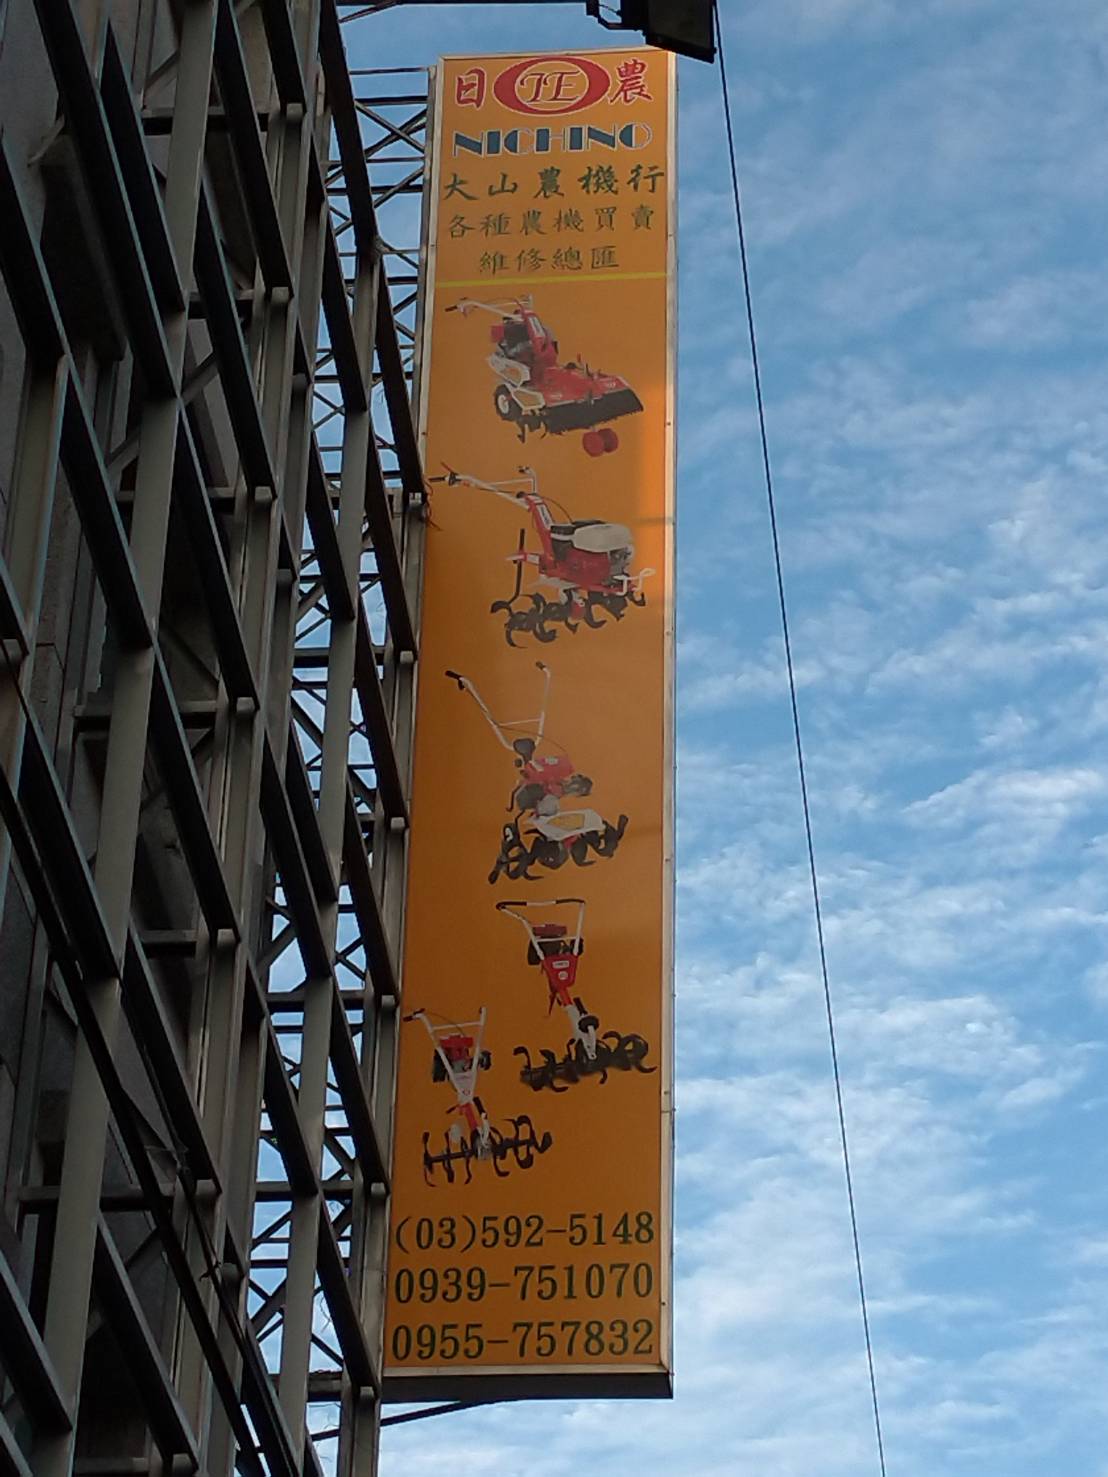 日 JE 農
NICHINO
大山農機行
各種農機買賣
維修總匯
(03)592-5148
0939-751070
0955-757832